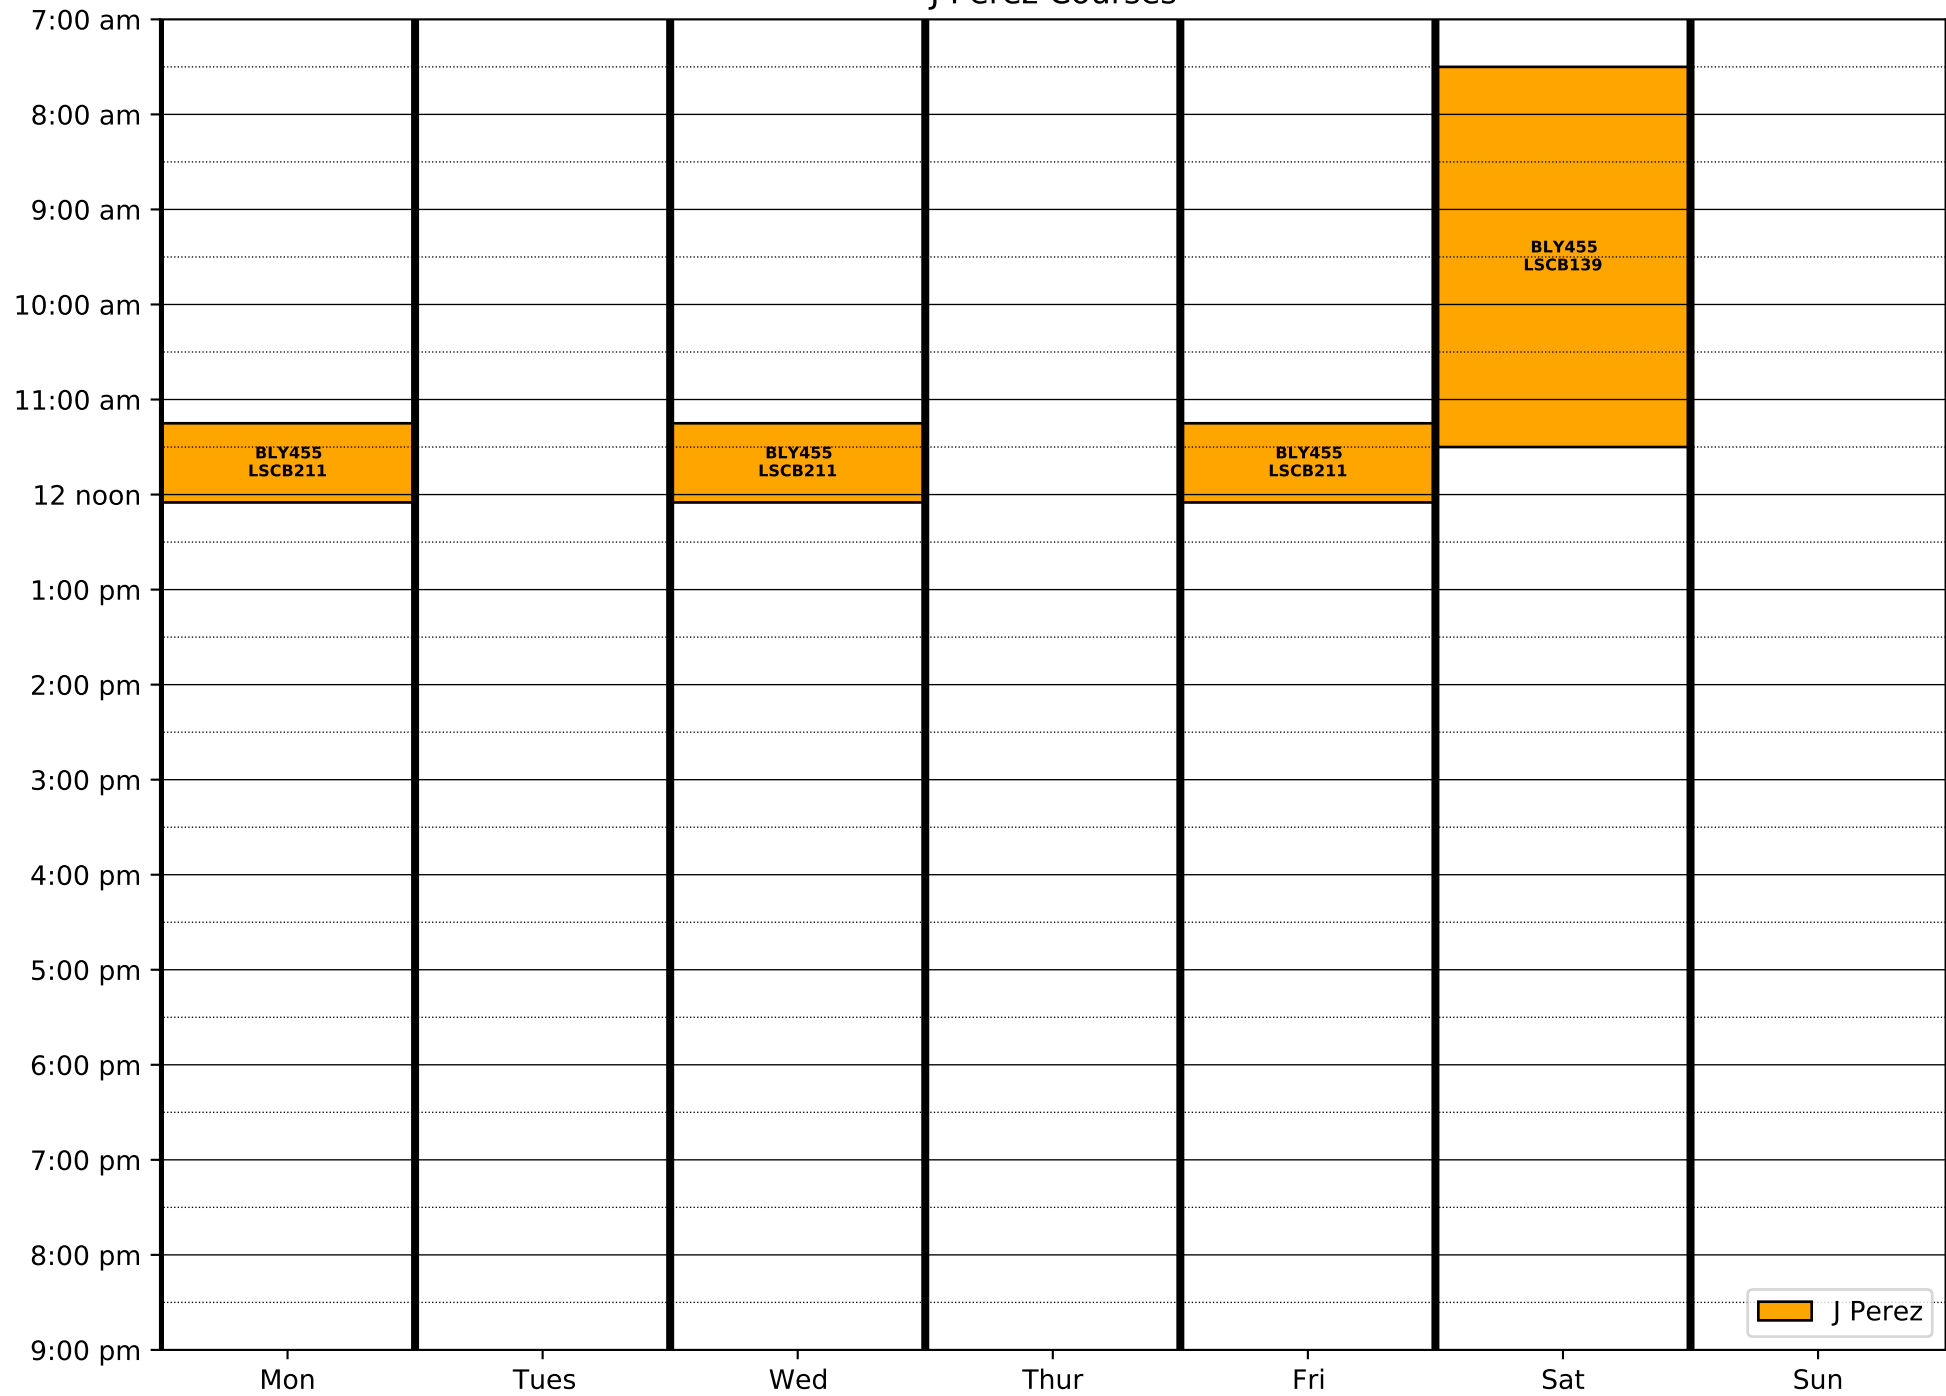 J Perez Courses
7:00 am
8:00 am
9:00 am
BLY455
LSCB139
10:00 am
11:00 am
BLY455
LSCB211
BLY455
LSCB211
BLY455
LSCB211
12 noon
1:00 pm
2:00 pm
3:00 pm
4:00 pm
5:00 pm
6:00 pm
7:00 pm
8:00 pm
J Perez
9:00 pm
Mon Tues Wed Thur Fri Sat Sun